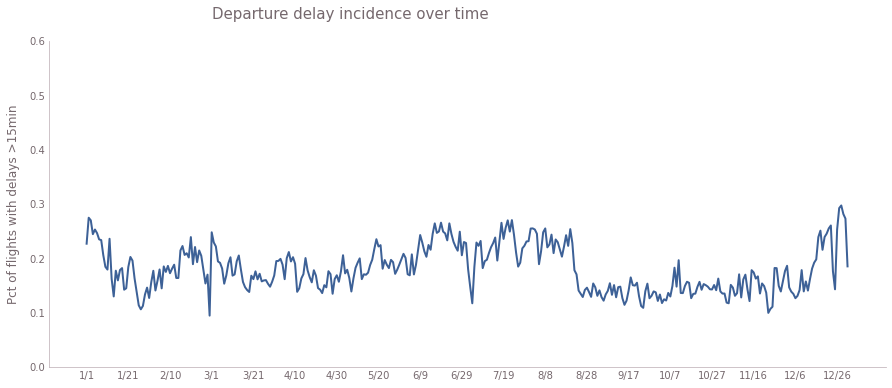 Departure delay incidence over time
Pct of flights with delays >15min
0.6
0.5
0.4
0.3
0.2
0.1
0.0
1/1 1/21 2/10 3/1 3/21 4/10 4/30 5/20 6/9 6/29 7/19 8/8 8/28 9/17 10/7 10/27 11/16 12/6 12/26